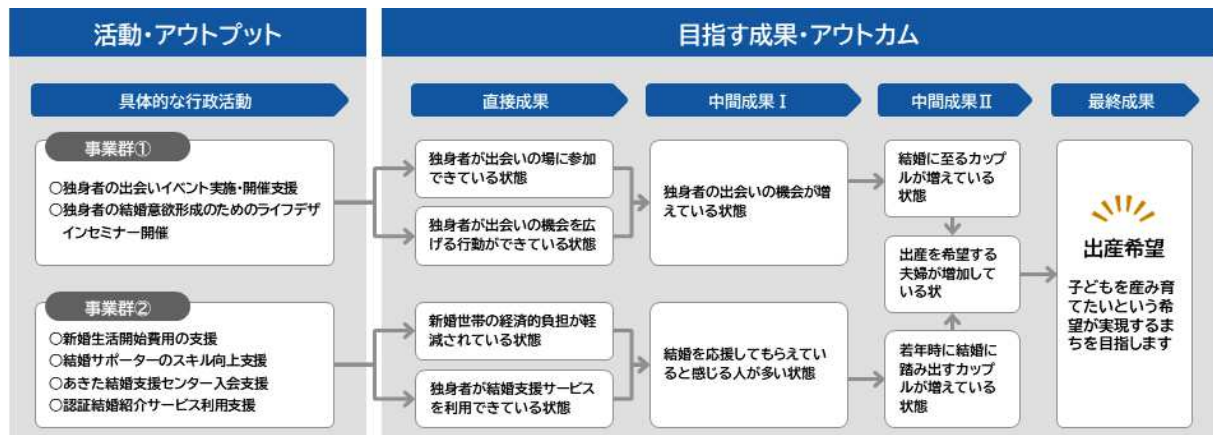 活動・アウトプット
目指す成果・アウトカム
具体的な行政活動
直接成果
中間成果Ⅰ
中間成果Ⅱ
最終成果
事業群①
○独身者の出会いイベント実施・開催支援
○独身者の結婚意欲形成のためのライフデザ
インセミナー開催
独身者が出会いの場に参加
できている状態
独身者が出会いの機会を広
げる行動ができている状態
独身者の出会いの機会が増
えている状態
結婚に至るカップ
ルが増えている
状態
出産を希望する
夫婦が増加して
いる状
事業群②
○新婚生活開始費用の支援
○結婚サポーターのスキル向上支援
○あきた結婚支援センター入会支援
○認証結婚紹介サービス利用支援
新婚世帯の経済的負担が軽
減されている状態
独身者が結婚支援サービス
を利用できている状態
結婚を応援してもらえてい
ると感じる人が多い状態
若年時に結婚に
踏み出すカップ
ルが増えている
状態
出産希望
子どもを産み育
てたいという希
望が実現するま
ちを目指します